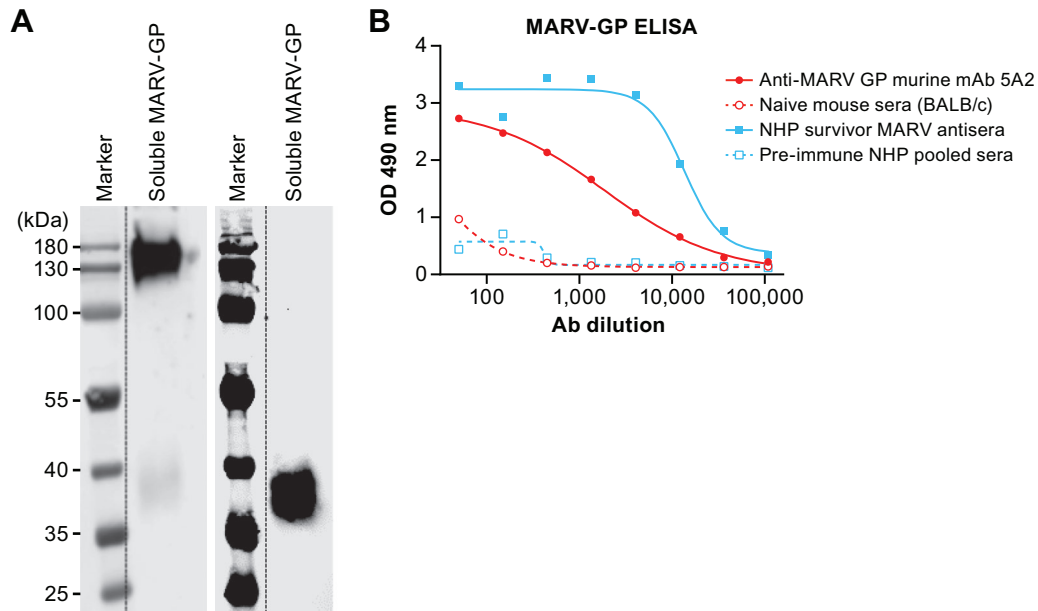 A
Marker
Soluble MARV-GP
Marker
Soluble MARV-GP
(kDa)
180
130
100
55
40
35
25
B
MARV-GP ELISA
OD 490 nm
4
3
2
1
0
100
1,000
10,000
100,000
Ab dilution
Anti-MARV GP murine mAb 5A2
Naive mouse sera (BALB/c)
NHP survivor MARV antisera
Pre-immune NHP pooled sera